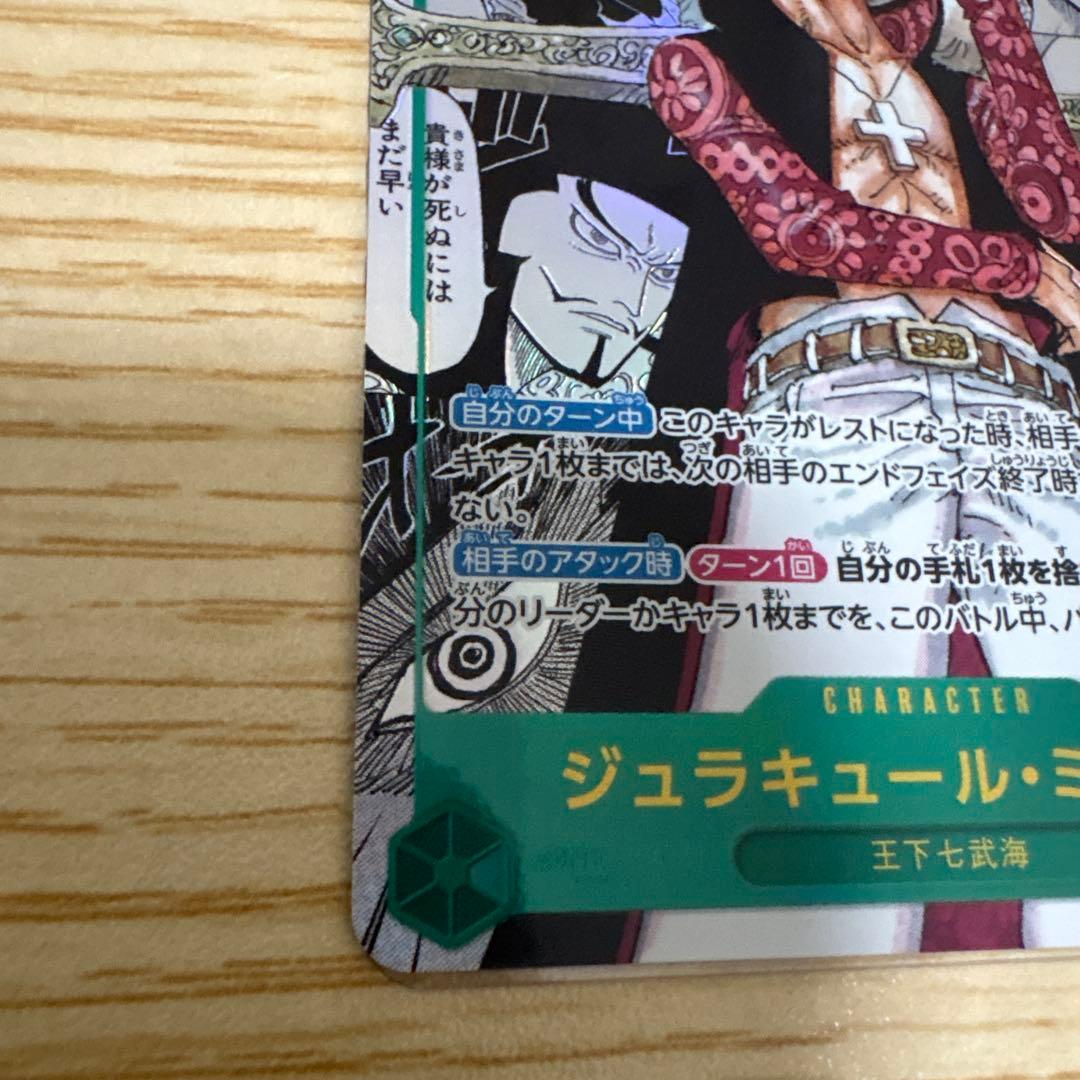 貴様が死ぬには
まだ早い
自分のターン中 このキャラがレストになった時、相手
キャラ1枚までは、次の相手のエンドフェイズ終了時
ない。
相手のアタック時 ターン1回 自分の手札1枚を捨
分のリーダーかキャラ1枚までを、このバトル中、パ
CHARACTER
ジュラキュール・ミ
王下七武海